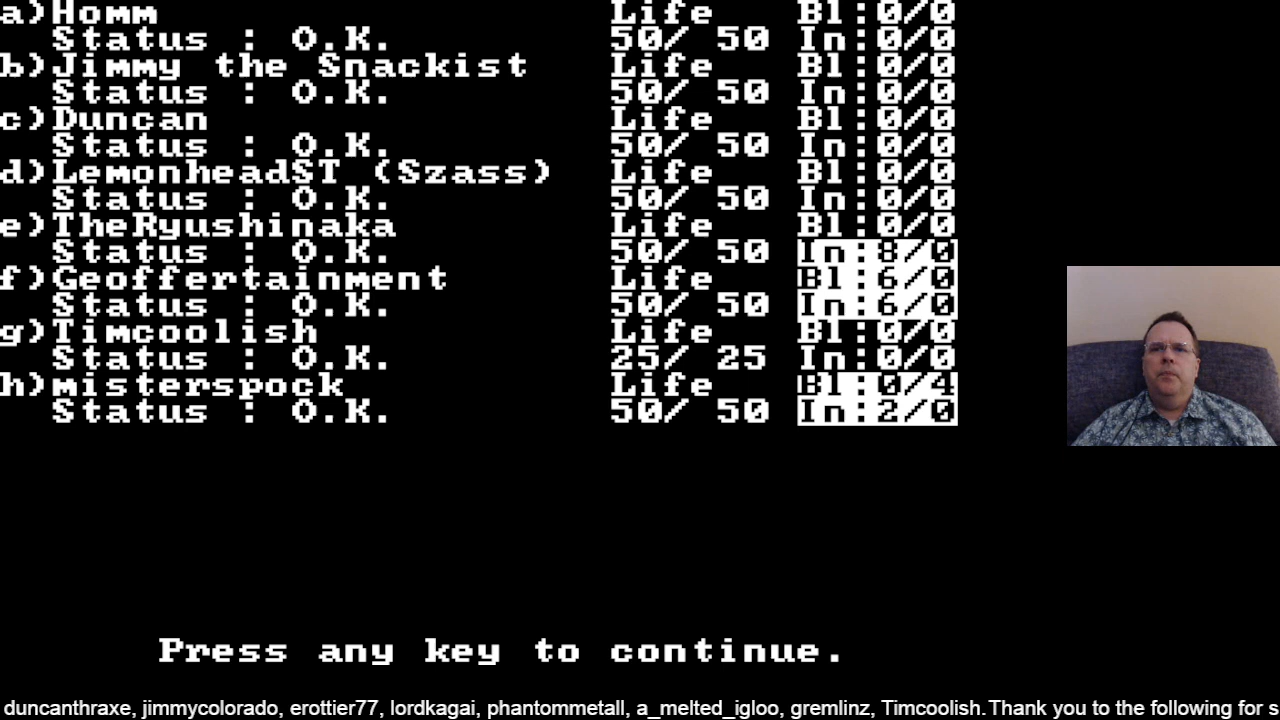 a)Homm Life Bl:0/0
Status : O.K. 50/ 50 In:0/0
b)Jimmy the Snackist Life Bl:0/0
Status : O.K. 50/ 50 In:0/0
c)Duncan Life Bl:0/0
Status : O.K. 50/ 50 In:0/0
d)LemonheadST (Szass) Life Bl:0/0
Status : O.K. 50/ 50 In:0/0
e)TheRyushinaka Life Bl:0/0
Status : O.K. 50/ 50 In:8/0
f)Geoffertainment Life Bl:6/0
Status : O.K. 50/ 50 In:6/0
g)Timcoolish Life Bl:0/0
Status : O.K. 25/ 25 In:0/0
h)misterspock Life Bl:0/4
Status : O.K. 50/ 50 In:2/0
Press any key to continue.
duncanthraxe, jimmycolorado, erottier77, lordkagai, phantommetall, a_melted_igloo, gremlinz, Timcoolish.Thank you to the following for s